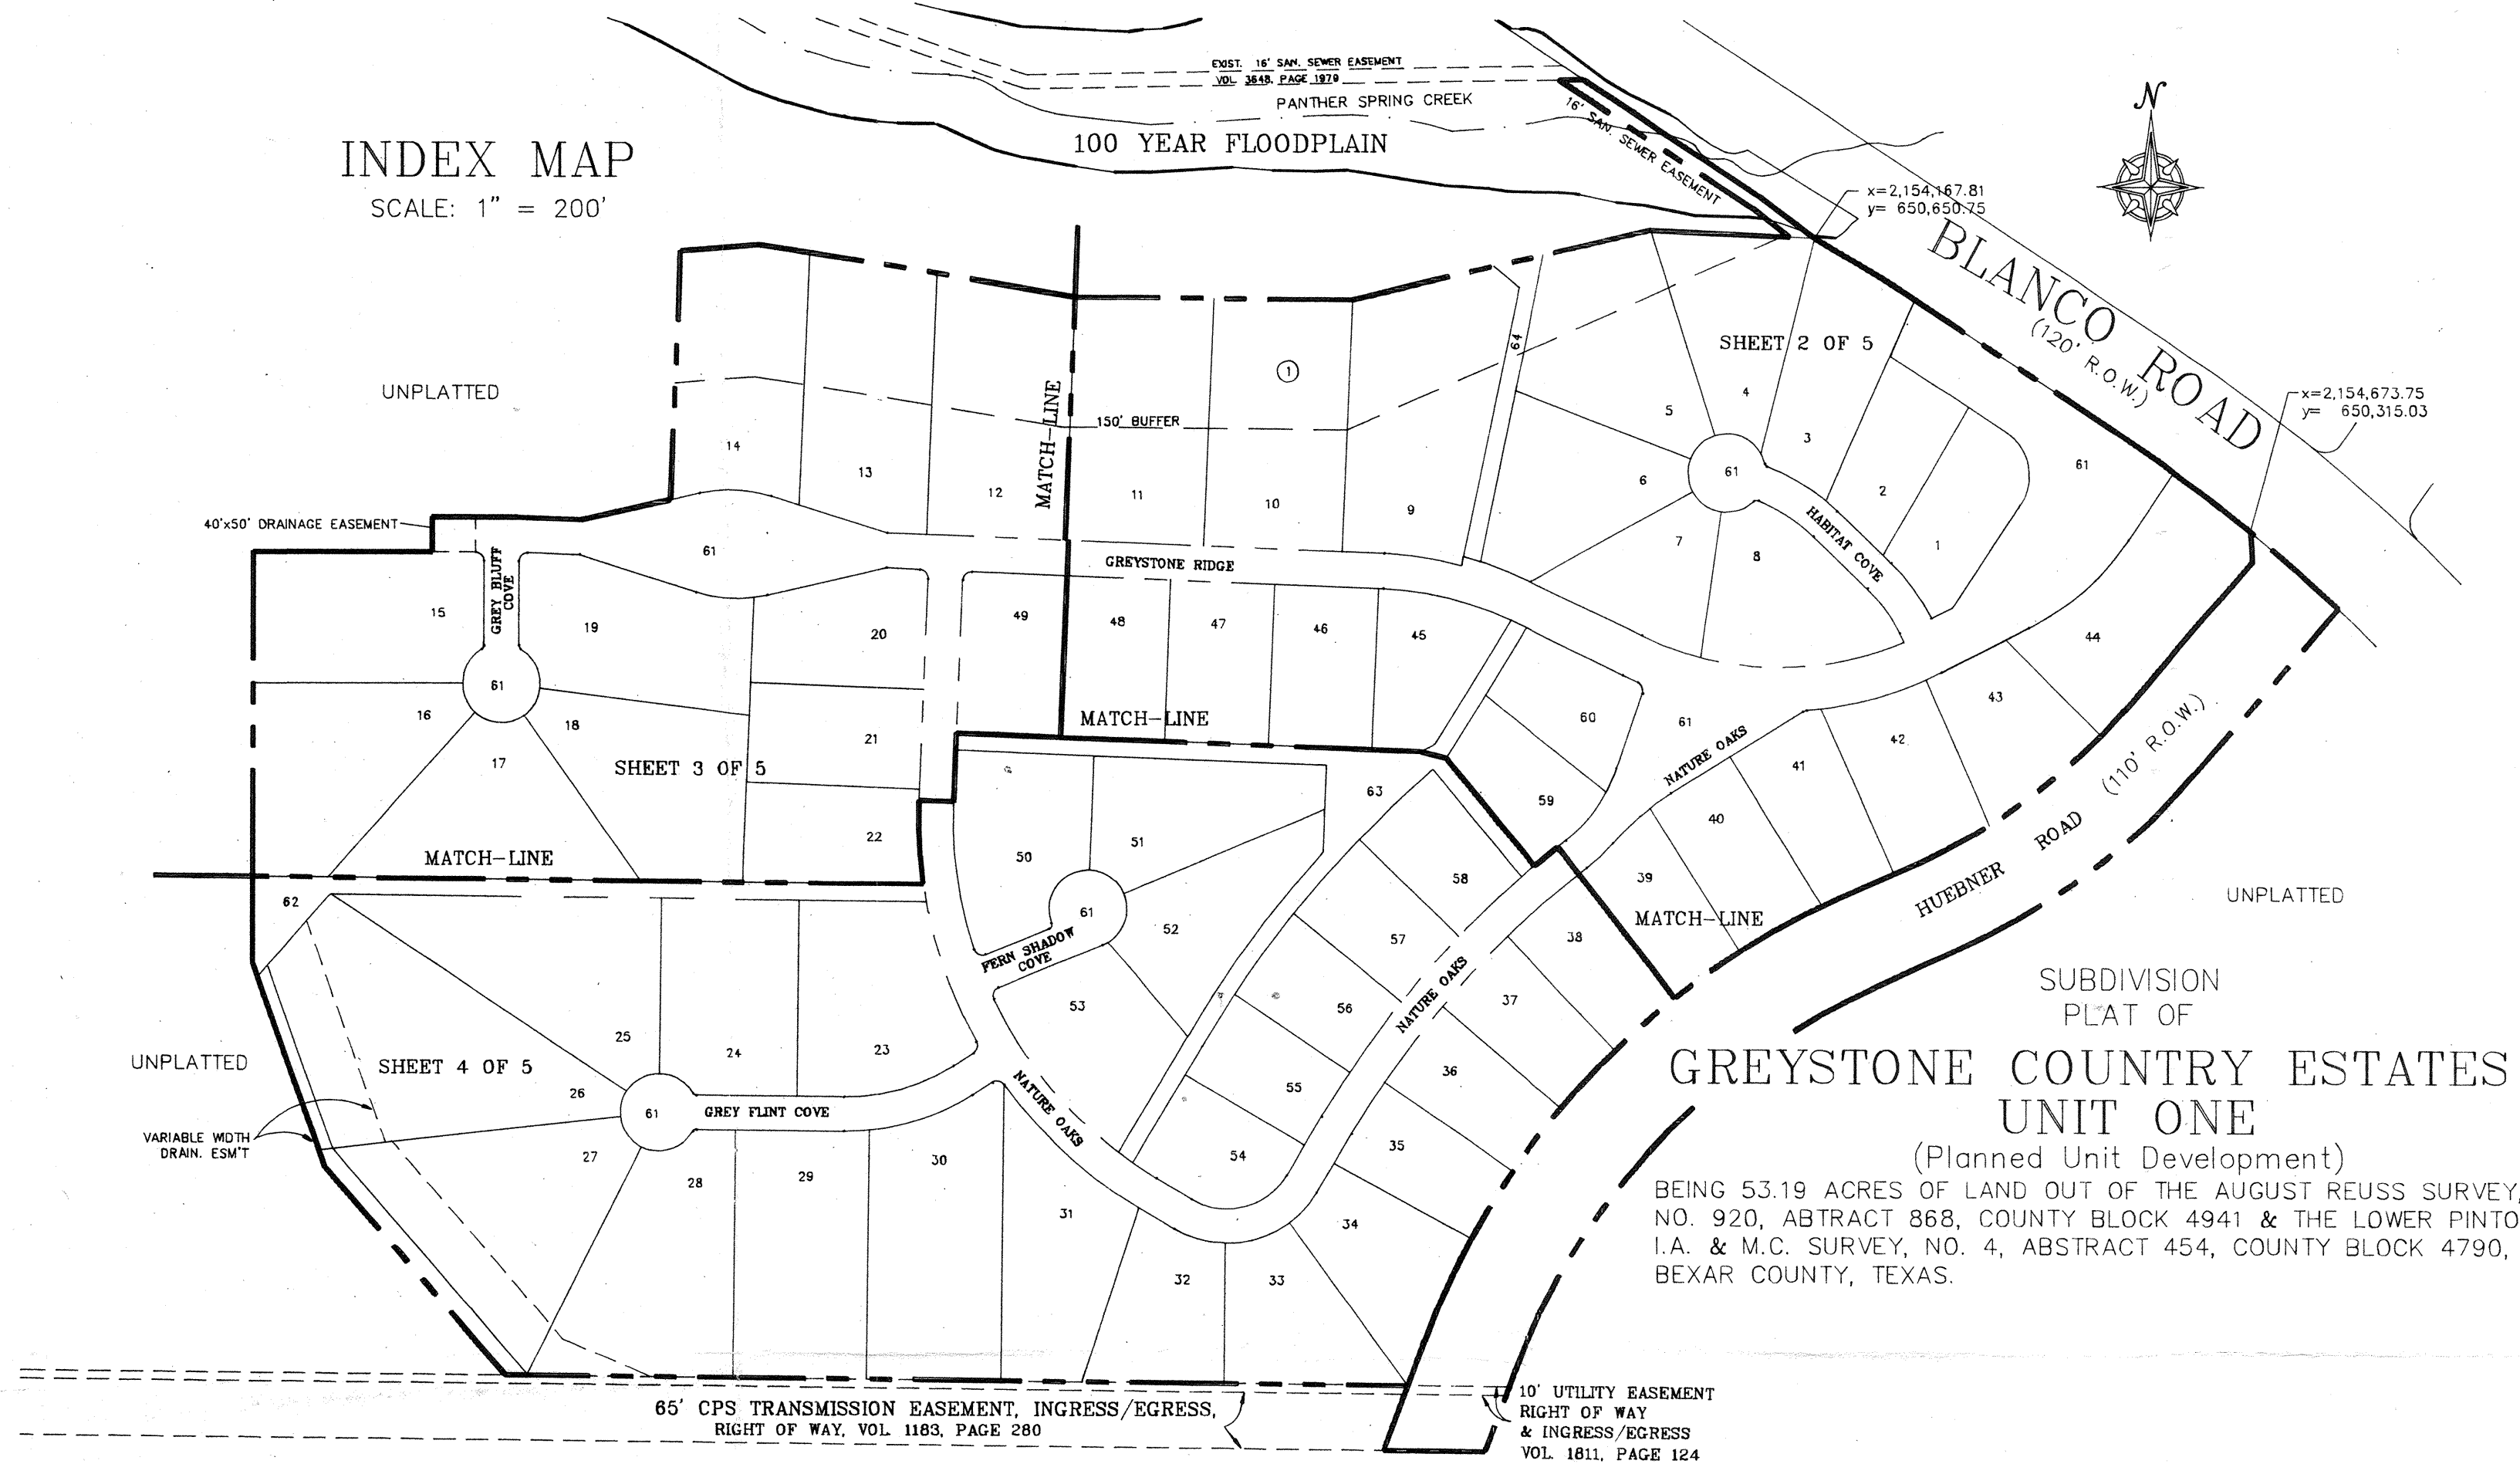 EXIST. 16' SAN. SEWER EASEMENT
VOL 3648, PAGE 1979
PANTHER SPRING CREEK
100 YEAR FLOODPLAIN
16' SAN. SEWER EASEMENT
N
INDEX MAP
SCALE: 1" = 200'
x=2,154,167.81
y= 650,650.75
BLANCO ROAD
(120' R.O.W.)
x=2,154,673.75
y= 650,315.03
UNPLATTED
SHEET 2 OF 5
64
1
MATCH-LINE
150' BUFFER
14
13
12
11
10
9
5
4
3
6
61
2
61
7
8
1
HABITAT COVE
40'x50' DRAINAGE EASEMENT
61
GREY BLUFF
COVE
GREYSTONE RIDGE
15
19
20
49
48
47
46
45
44
61
16
18
17
21
SHEET 3 OF 5
MATCH-LINE
60
61
43
NATURE OAKS
42
41
(110' R.O.W.)
22
MATCH-LINE
63
59
40
HUEBNER ROAD
50
51
58
39
MATCH-LINE
UNPLATTED
62
61
52
57
38
FERN SHADOW
COVE
53
56
NATURE OAKS
37
UNPLATTED
SHEET 4 OF 5
25
24
23
26
61
GREY FLINT COVE
NATURE OAKS
55
36
VARIABLE WIDTH
DRAIN. ESM'T
27
28
29
30
54
35
31
34
32
33
SUBDIVISION
PLAT OF
GREYSTONE COUNTRY ESTATES
UNIT ONE
(Planned Unit Development)
BEING 53.19 ACRES OF LAND OUT OF THE AUGUST REUSS SURVEY,
NO. 920, ABTRACT 868, COUNTY BLOCK 4941 & THE LOWER PINTO
I.A. & M.C. SURVEY, NO. 4, ABSTRACT 454, COUNTY BLOCK 4790,
BEXAR COUNTY, TEXAS.
65' CPS TRANSMISSION EASEMENT, INGRESS/EGRESS,
RIGHT OF WAY, VOL 1183, PAGE 280
10' UTILITY EASEMENT
RIGHT OF WAY
& INGRESS/EGRESS
VOL. 1811, PAGE 124